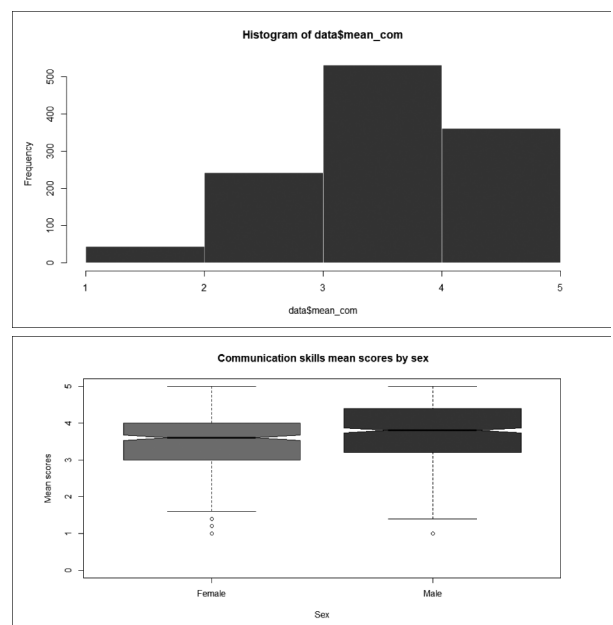 Histogram of data$mean_com
Frequency
500
400
300
200
100
0
1 2 3 4 5
data$mean_com
Communication skills mean scores by sex
Mean scores
5
4
3
2
1
0
Female Male
Sex